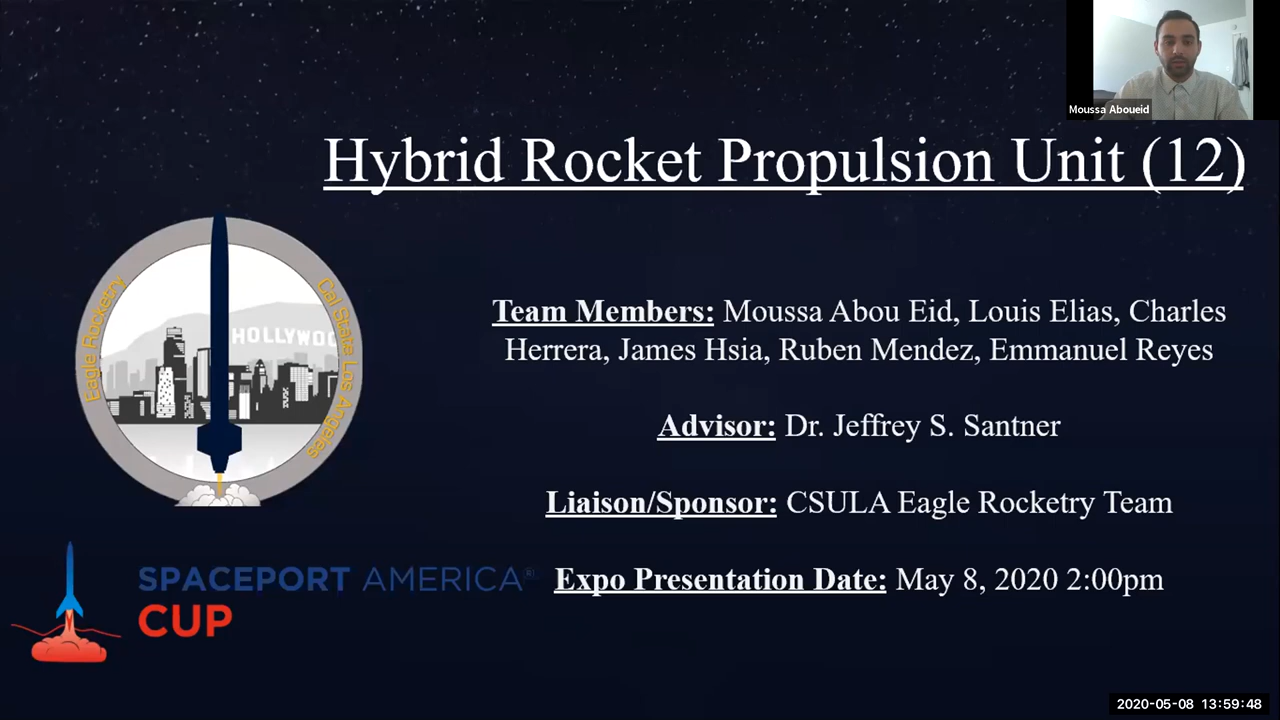 Moussa Aboueid
Hybrid Rocket Propulsion Unit (12)
Eagle Rocketry
Cal State Los Angeles
HOLLYWOO
Team Members: Moussa Abou Eid, Louis Elias, Charles
Herrera, James Hsia, Ruben Mendez, Emmanuel Reyes
Advisor: Dr. Jeffrey S. Santner
Liaison/Sponsor: CSULA Eagle Rocketry Team
SPACEPORT AMERICA®
CUP
Expo Presentation Date: May 8, 2020 2:00pm
2020-05-08 13:59:48